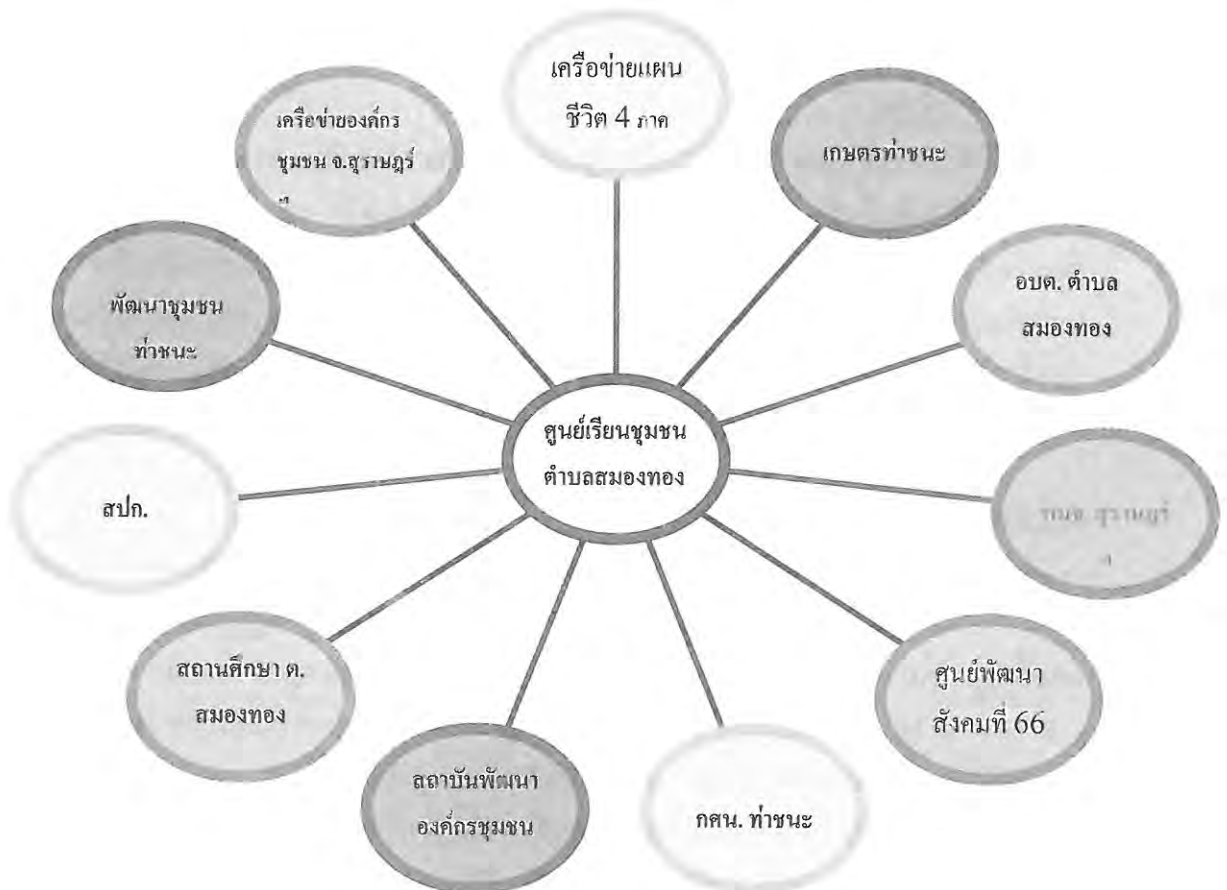 เครือข่ายแผน
ชีวิต 4 ภาค
เครือข่ายองค์กร
ชุมชน จ.สุราษฎร์
เกษตรท่าชนะ
อบต. ตำบล
สมองทอง
พัฒนาชุมชน
ท่าชนะ
ศูนย์เรียนชุมชน
ตำบลสมองทอง
สปก.
สุราษฎร์
สถานศึกษา ต.
สมองทอง
ศูนย์พัฒนา
สังคมที่ 66
สถาบันพัฒนา
องค์กรชุมชน
กศน. ท่าชนะ